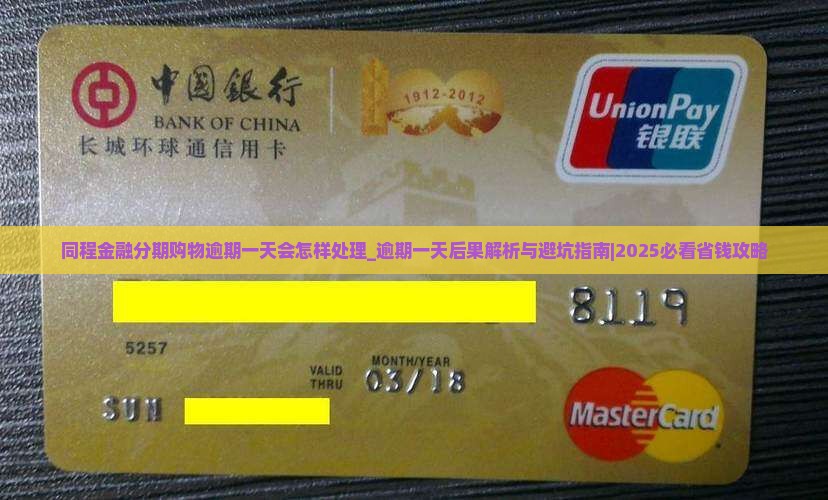 中國銀行
BANK OF CHINA
长城环球通信用卡
1912-2012
UnionPay
银联
同程金融分期购物逾期一天会怎样处理_逾期一天后果解析与避坑指南|2025必看省钱攻略
8119
5257
VALID
THRU
MONTH/YEAR
03/18
SUN
MasterCard